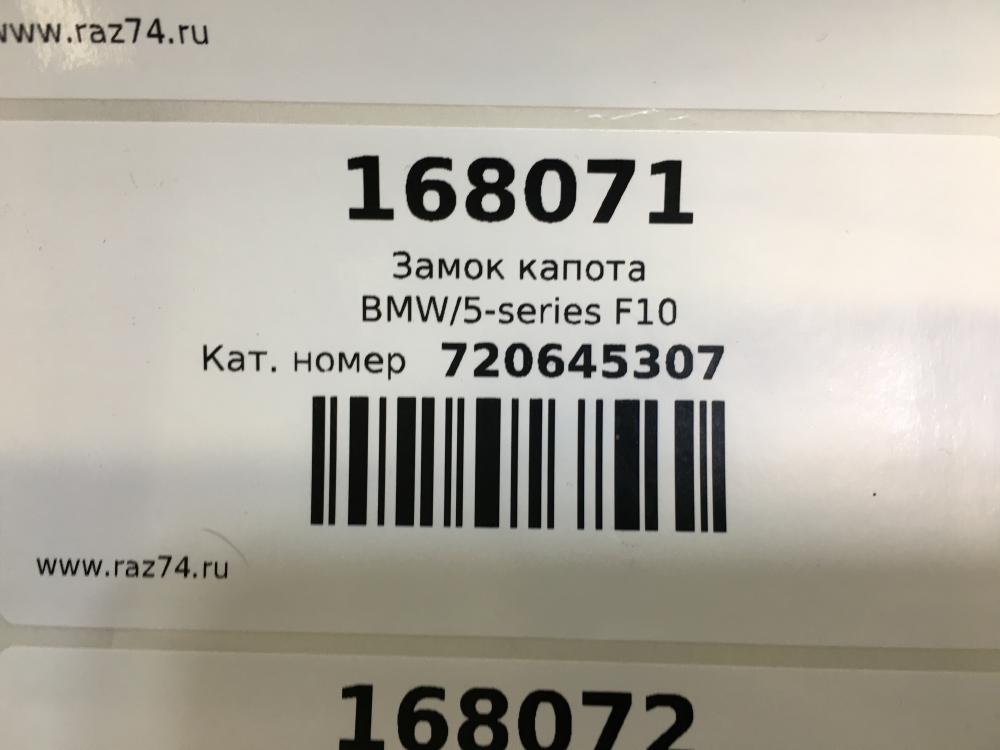 www.raz74.ru
168071
Замок капота
BMW/5-series F10
Кат. номер 720645307
www.raz74.ru
168072